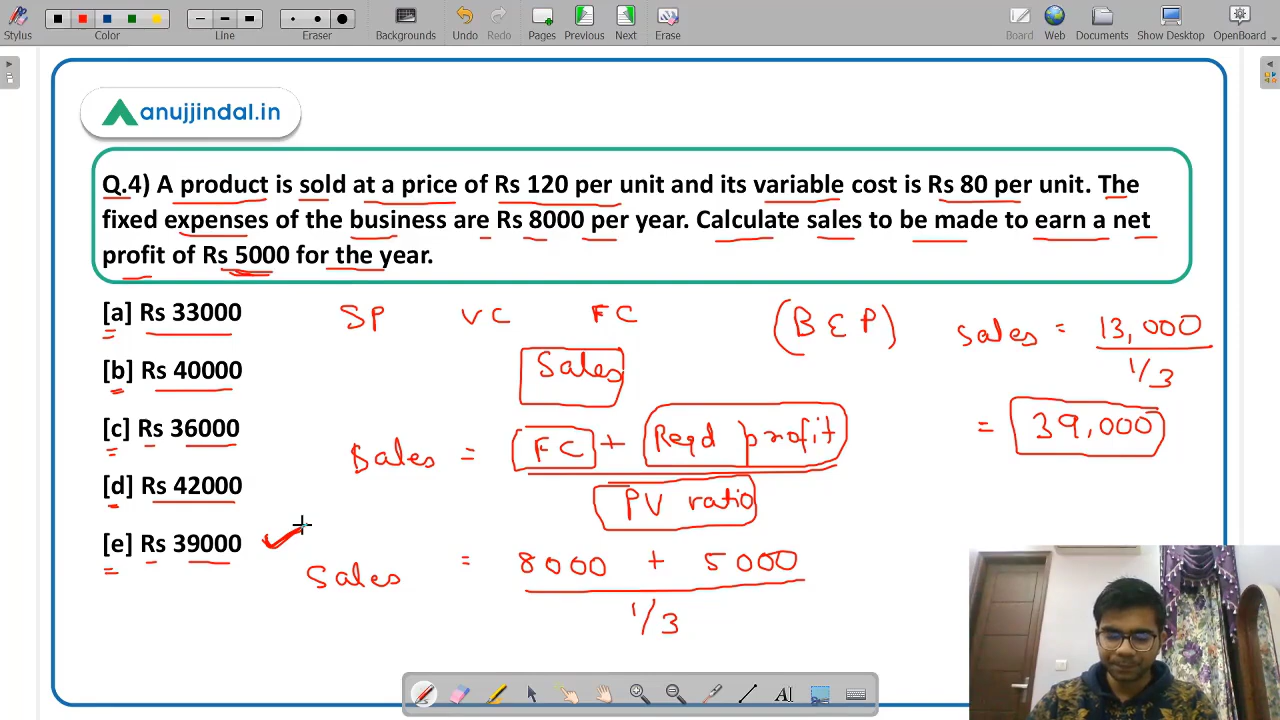 Stylus
Color
Line
Eraser
Backgrounds
Undo
Redo
Pages
Previous
Next
Erase
Board
Web
Documents
Show Desktop
OpenBoard
anujjindal.in
Q.4) A product is sold at a price of Rs 120 per unit and its variable cost is Rs 80 per unit. The
fixed expenses of the business are Rs 8000 per year. Calculate sales to be made to earn a net
profit of Rs 5000 for the year.
[a] Rs 33000
[b] Rs 40000
[c] Rs 36000
[d] Rs 42000
[e] Rs 39000
SP VC FC (BEP)
Sales
Sales = FC + Reqd profit
PV ratio
Sales = 8000 + 5000
1/3
Sales = 13,000
1/3
= 39,000